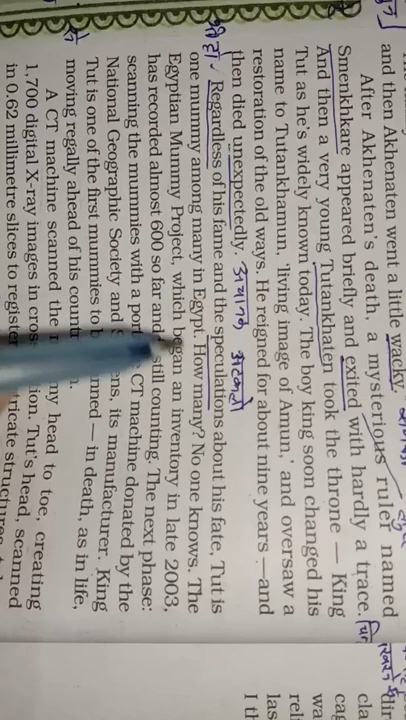 and then Akhenaten went a little wacky.
After Akhenaten's death, a mysterious ruler named
Smenkhkare appeared briefly and exited with hardly a trace.
And then a very young Tutankhaten took the throne — King
Tut as he's widely known today. The boy king soon changed his
name to Tutankhamun, 'living image of Amun,' and oversaw a
restoration of the old ways. He reigned for about nine years —and
then died unexpectedly. अचानक
Regardless of his fame and the speculations about his fate, Tut is
one mummy among many in Egypt. How many? No one knows. The
Egyptian Mummy Project, which began an inventory in late 2003,
has recorded almost 600 so far and still counting. The next phase:
scanning the mummies with a CT machine donated by the
National Geographic Society and its manufacturer. King
Tut is one of the first mummies to — in death, as in life,
moving regally ahead of his
A CT machine scanned the head to toe, creating
1,700 digital X-ray images in Tut's head, scanned
in 0.62 millimetre slices to register structures